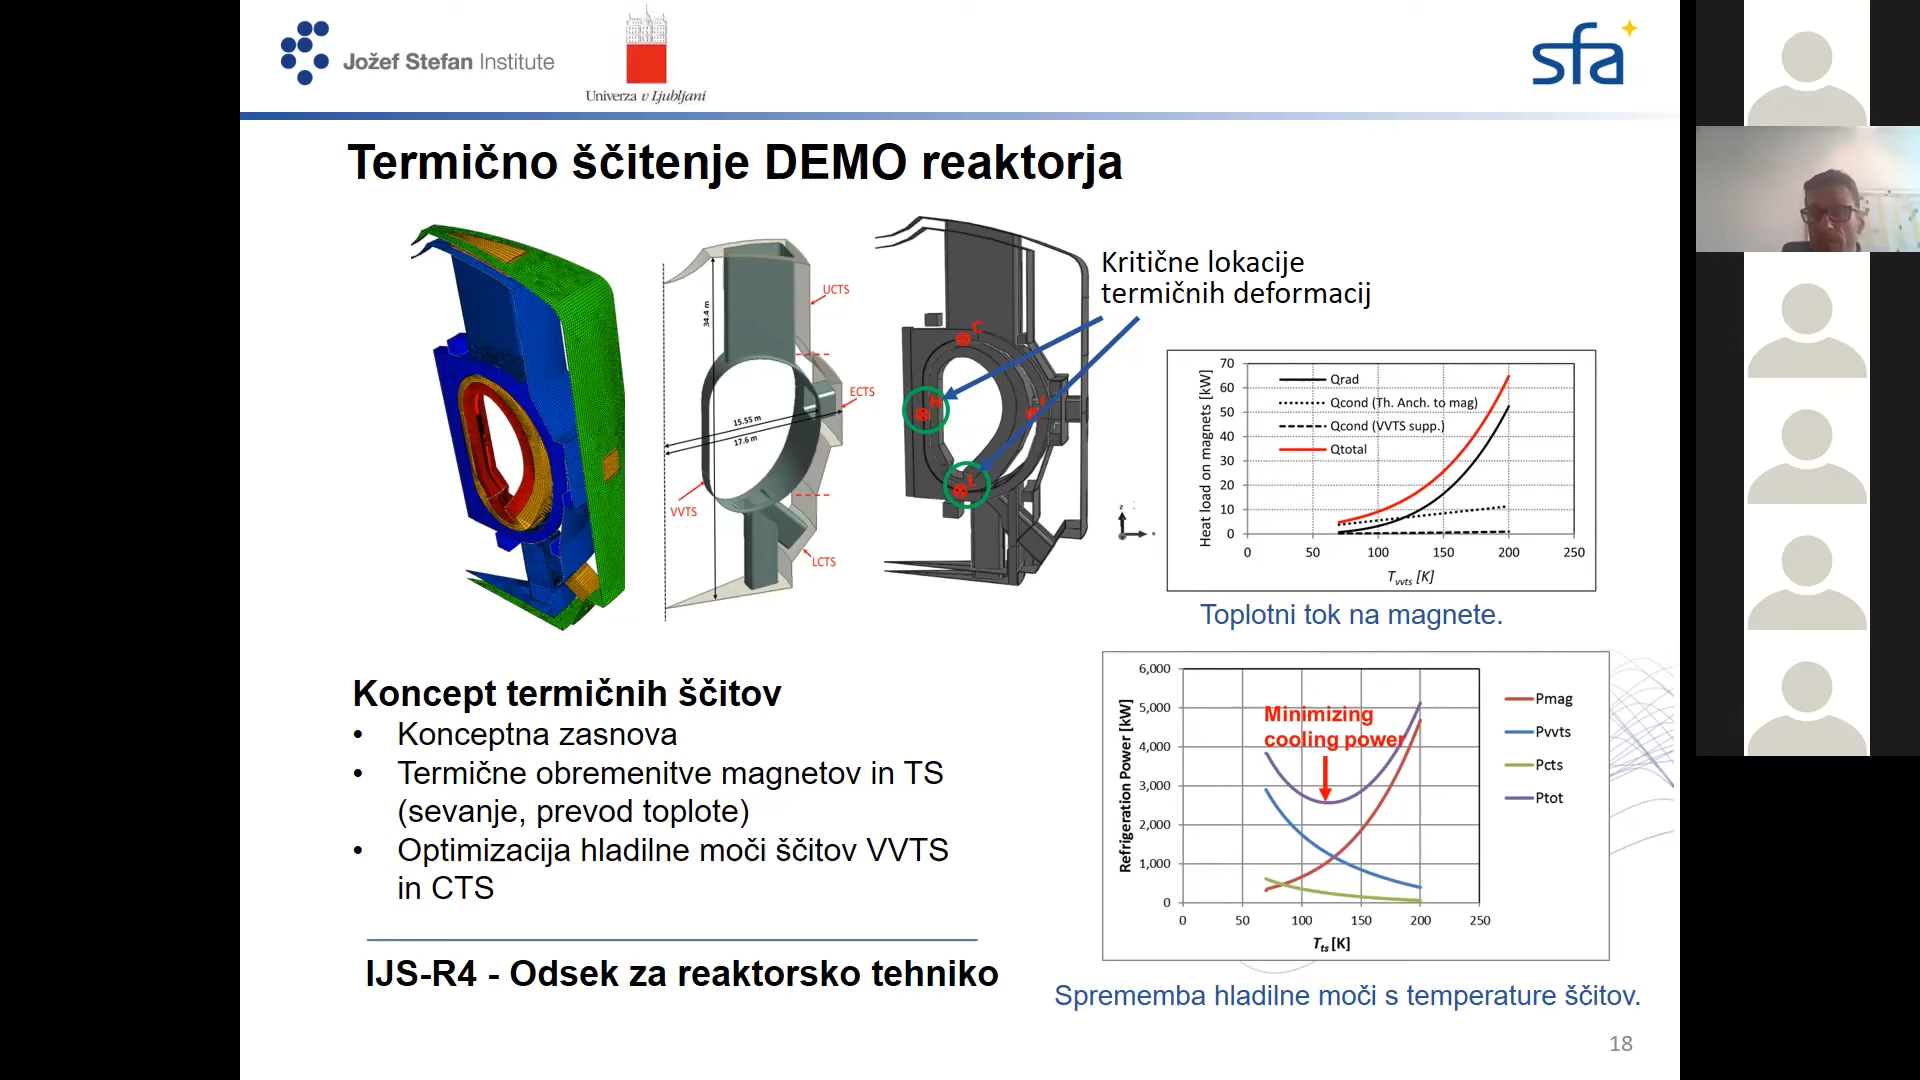 Jožef Stefan Institute
Univerza v Ljubljani
sfa
Termično ščitenje DEMO reaktorja
34.4 m
15.55 m
17.6 m
UCTS
ECTS
VVTS
LCTS
Kritične lokacije
termičnih deformacij
C
H
I
L
z
x
Heat load on magnets [kW]
70
60
50
40
30
20
10
0
Qrad
Qcond (Th. Anch. to mag)
Qcond (VVTS supp.)
Qtotal
0 50 100 150 200 250
Tvvts [K]
Toplotni tok na magnete.
Koncept termičnih ščitov
• Konceptna zasnova
• Termične obremenitve magnetov in TS
(sevanje, prevod toplote)
• Optimizacija hladilne moči ščitov VVTS
in CTS
IJS-R4 - Odsek za reaktorsko tehniko
Refrigeration Power [kW]
6,000
5,000
4,000
3,000
2,000
1,000
0
Minimizing
cooling power
Pmag
Pvvts
Pcts
Ptot
0 50 100 150 200 250
Tts [K]
Sprememba hladilne moči s temperature ščitov.
18